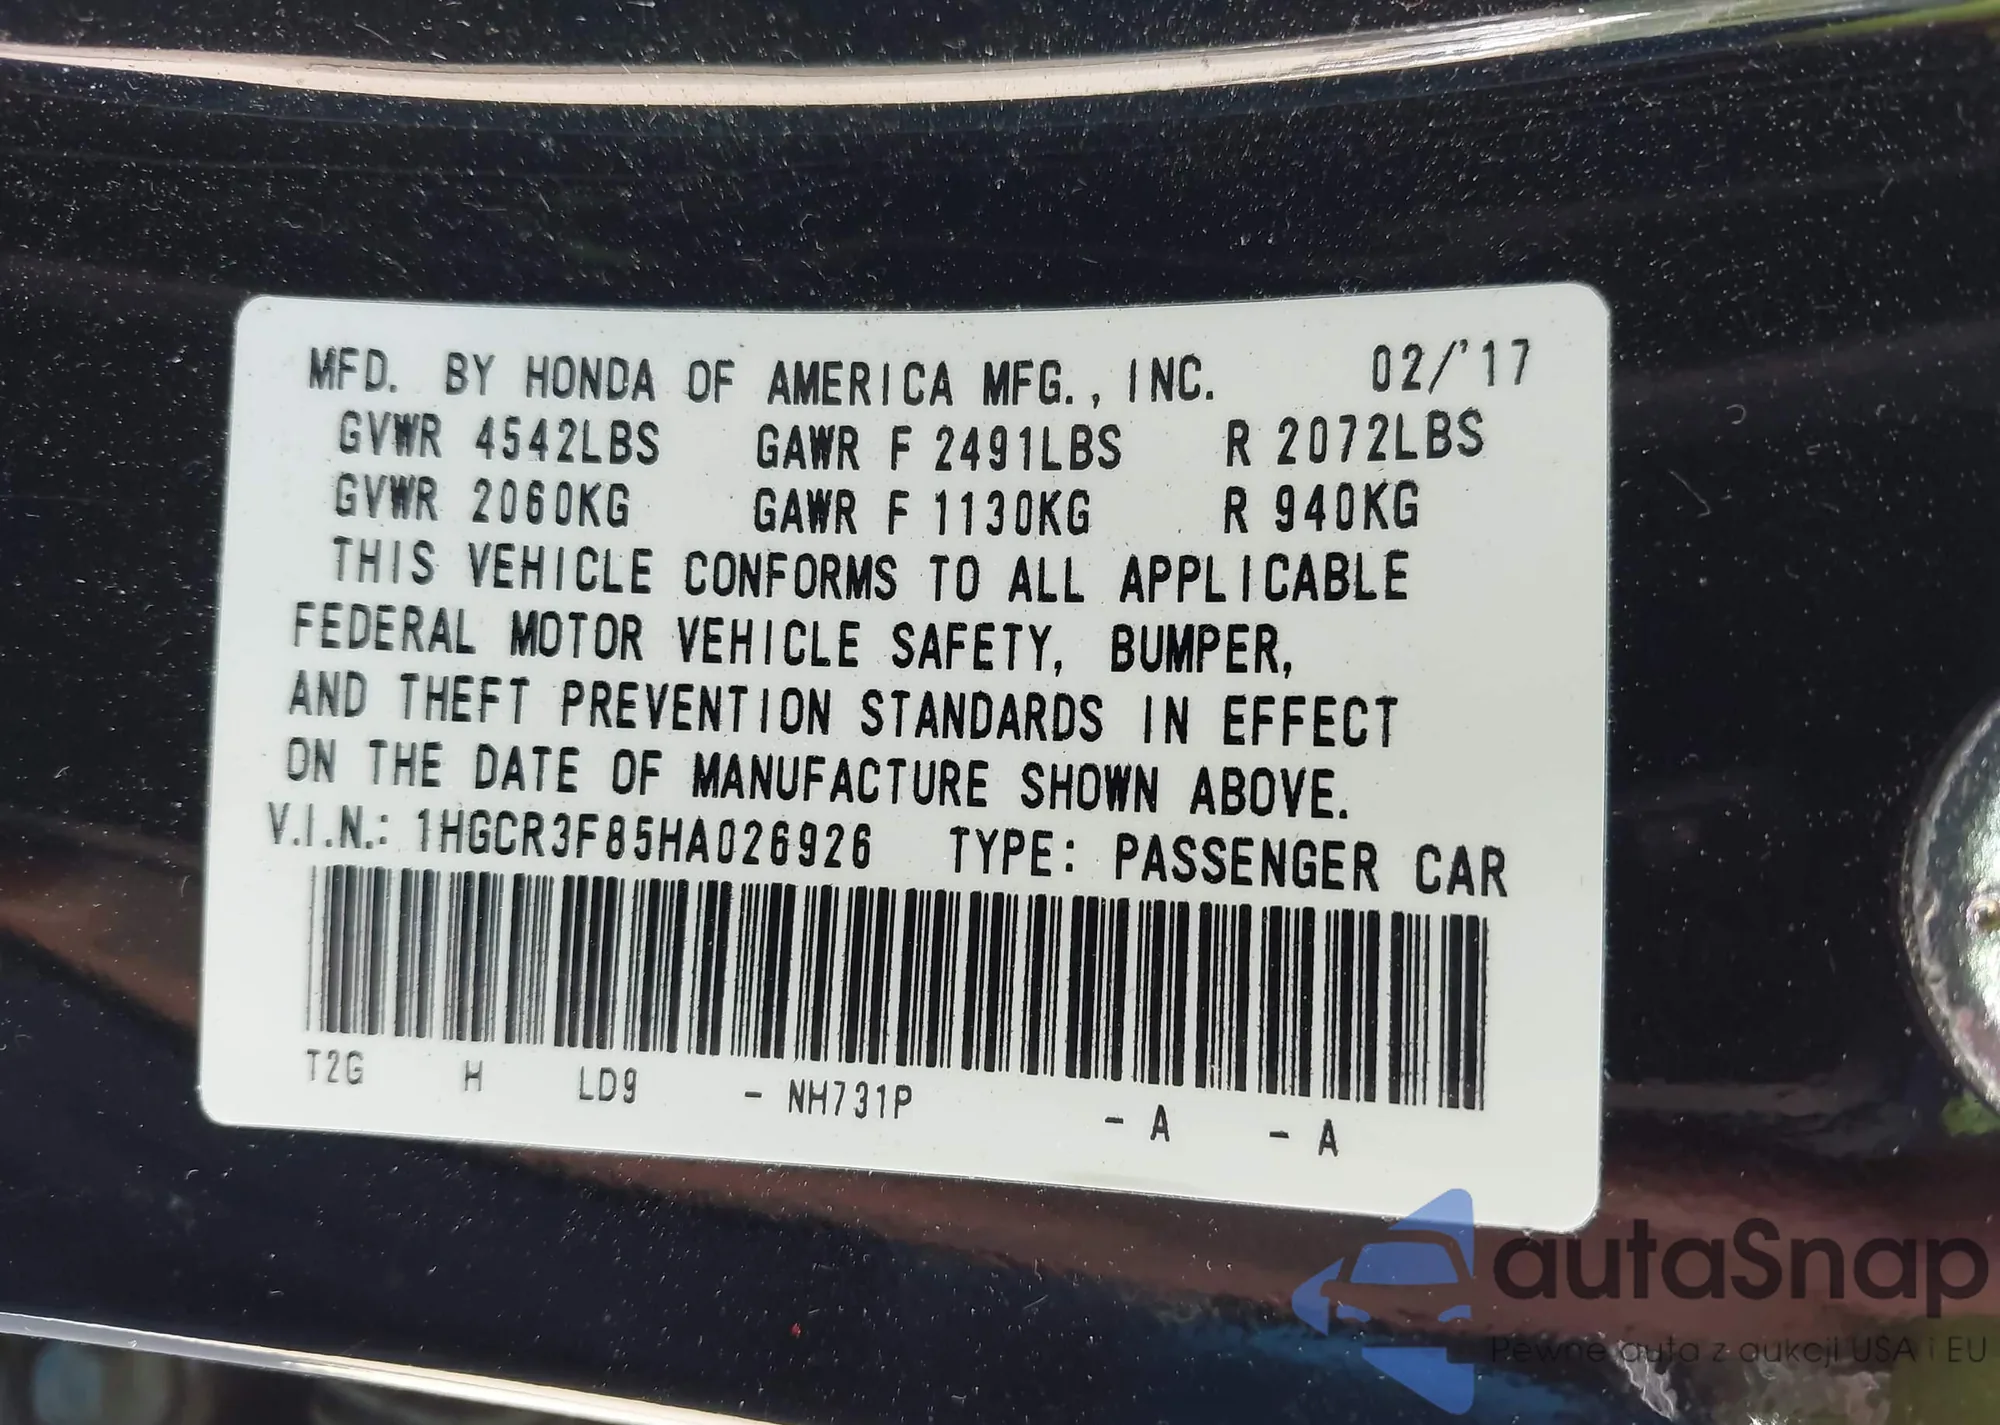 MFD. BY HONDA OF AMERICA MFG., INC. 02/'17
GVWR 4542LBS GAWR F 2491LBS R 2072LBS
GVWR 2060KG GAWR F 1130KG R 940KG
THIS VEHICLE CONFORMS TO ALL APPLICABLE
FEDERAL MOTOR VEHICLE SAFETY, BUMPER,
AND THEFT PREVENTION STANDARDS IN EFFECT
ON THE DATE OF MANUFACTURE SHOWN ABOVE.
V.I.N.: 1HGCR3F85HA026926 TYPE: PASSENGER CAR
T2G H LD9 - NH731P - A - A
autaSnap
Pewne auta z aukcji USA i EU